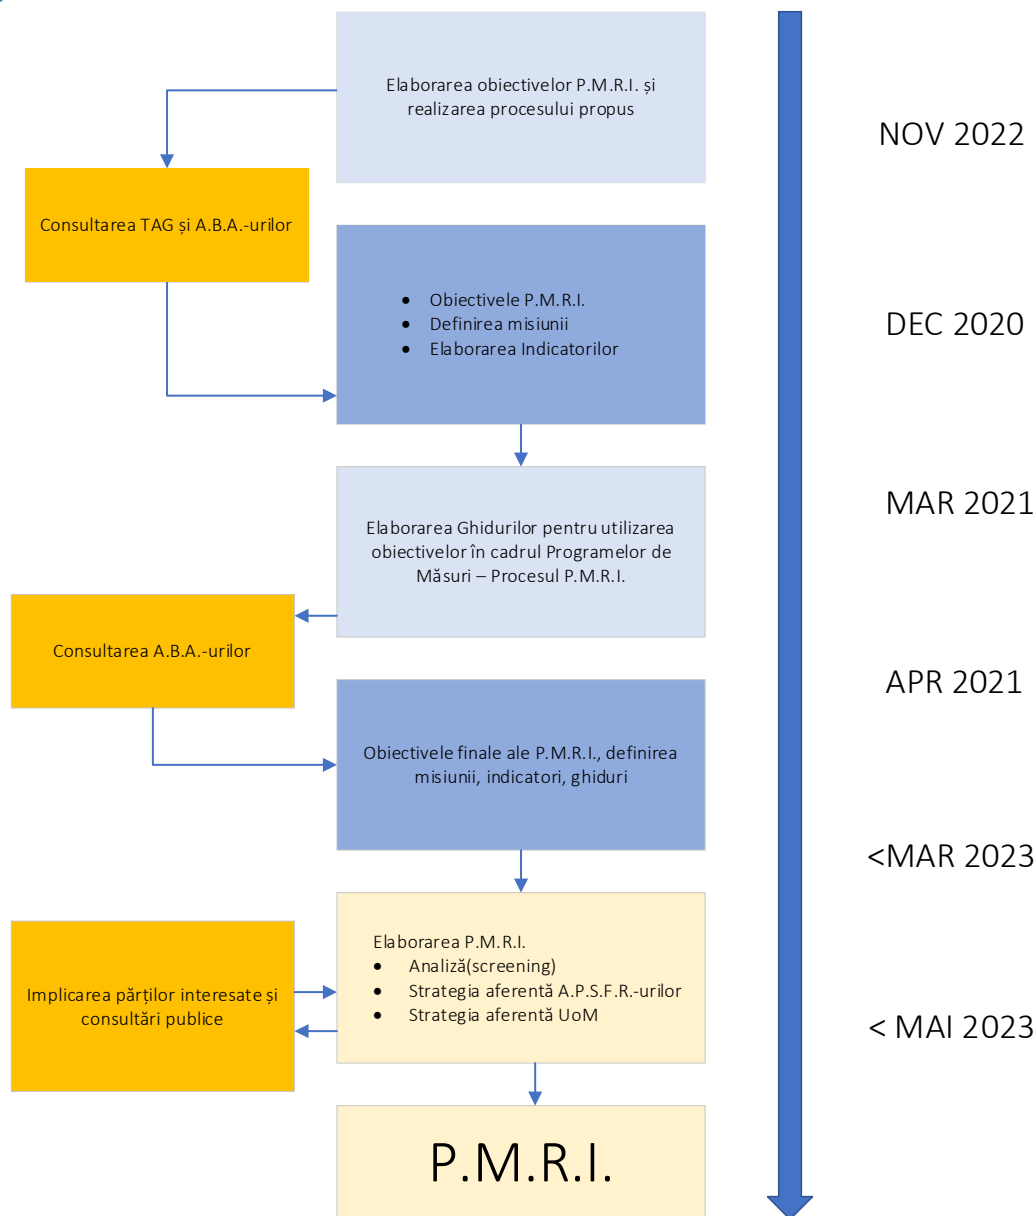 Elaborarea obiectivelor P.M.R.I. și
realizarea procesului propus
NOV 2022
Consultarea TAG și A.B.A.-urilor
• Obiectivele P.M.R.I.
• Definirea misiunii
• Elaborarea Indicatorilor
DEC 2020
Elaborarea Ghidurilor pentru utilizarea
obiectivelor în cadrul Programelor de
Măsuri – Procesul P.M.R.I.
MAR 2021
Consultarea A.B.A.-urilor
APR 2021
Obiectivele finale ale P.M.R.I., definirea
misiunii, indicatori, ghiduri
<MAR 2023
Implicarea părților interesate și
consultări publice
Elaborarea P.M.R.I.
• Analiză(screening)
• Strategia aferentă A.P.S.F.R.-urilor
• Strategia aferentă UoM
< MAI 2023
P.M.R.I.